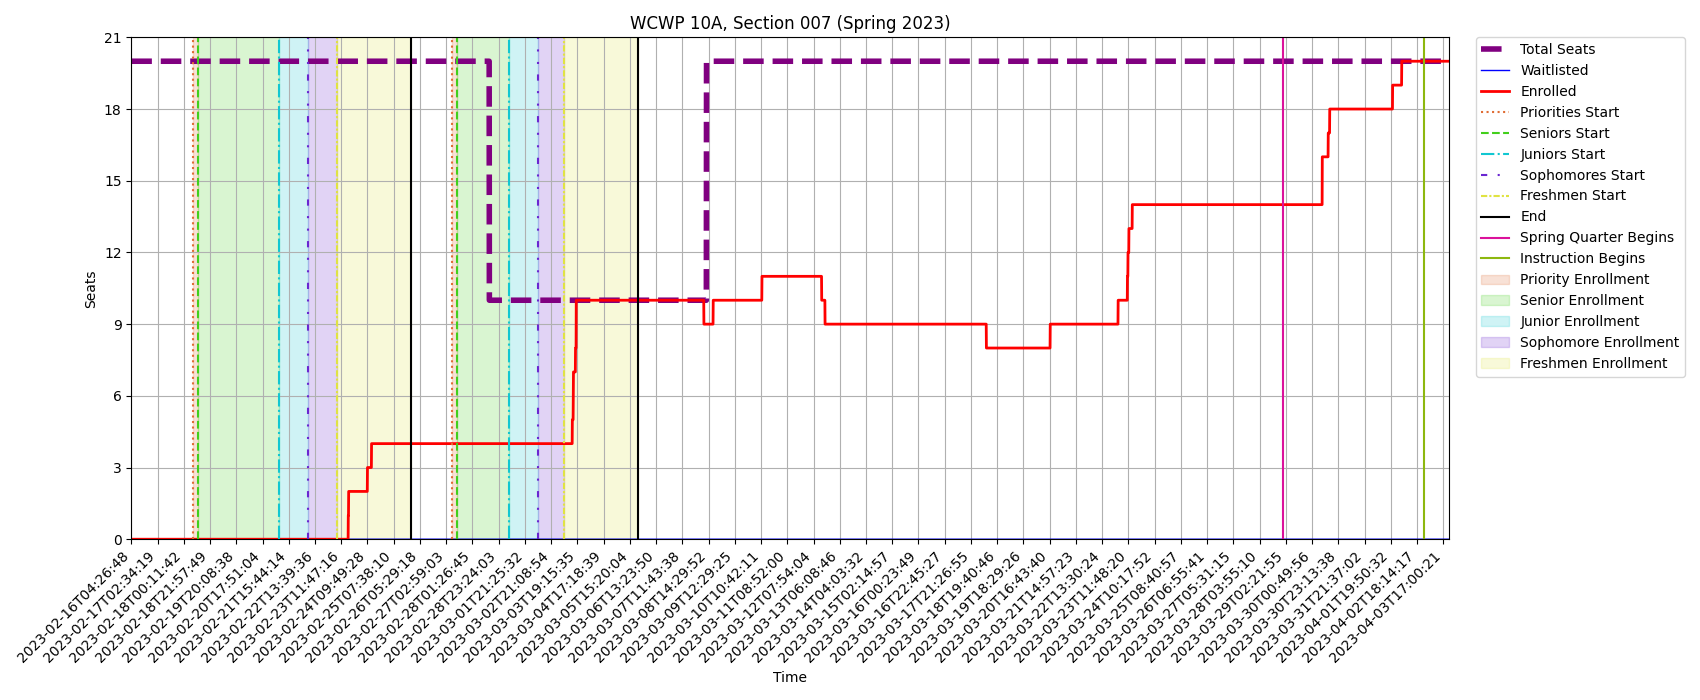 WCWP 10A, Section 007 (Spring 2023)
Seats
21
18
15
12
9
6
3
0
2023-02-16T04:26:48
2023-02-17T02:34:19
2023-02-18T00:11:42
2023-02-18T21:57:49
2023-02-19T20:08:38
2023-02-20T17:51:04
2023-02-21T15:44:14
2023-02-22T13:39:36
2023-02-23T11:47:16
2023-02-24T09:49:28
2023-02-25T07:38:10
2023-02-26T05:29:18
2023-02-27T02:59:03
2023-02-28T01:26:45
2023-02-28T23:24:03
2023-03-01T21:25:32
2023-03-02T21:08:54
2023-03-03T19:15:35
2023-03-04T17:18:39
2023-03-05T15:20:04
2023-03-06T13:23:50
2023-03-07T11:43:38
2023-03-08T14:29:52
2023-03-09T12:29:25
2023-03-10T10:42:11
2023-03-11T08:52:00
2023-03-12T07:54:04
2023-03-13T06:08:46
2023-03-14T04:03:32
2023-03-15T02:14:57
2023-03-16T00:23:49
2023-03-16T22:45:27
2023-03-17T21:26:55
2023-03-18T19:40:46
2023-03-19T18:29:26
2023-03-20T16:43:40
2023-03-21T14:57:23
2023-03-22T13:30:24
2023-03-23T11:48:20
2023-03-24T10:17:52
2023-03-25T08:40:57
2023-03-26T06:55:41
2023-03-27T05:31:15
2023-03-28T03:55:10
2023-03-29T02:21:55
2023-03-30T00:49:56
2023-03-30T23:13:38
2023-03-31T21:37:02
2023-04-01T19:50:32
2023-04-02T18:14:17
2023-04-03T17:00:21
Time
Total Seats
Waitlisted
Enrolled
Priorities Start
Seniors Start
Juniors Start
Sophomores Start
Freshmen Start
End
Spring Quarter Begins
Instruction Begins
Priority Enrollment
Senior Enrollment
Junior Enrollment
Sophomore Enrollment
Freshmen Enrollment